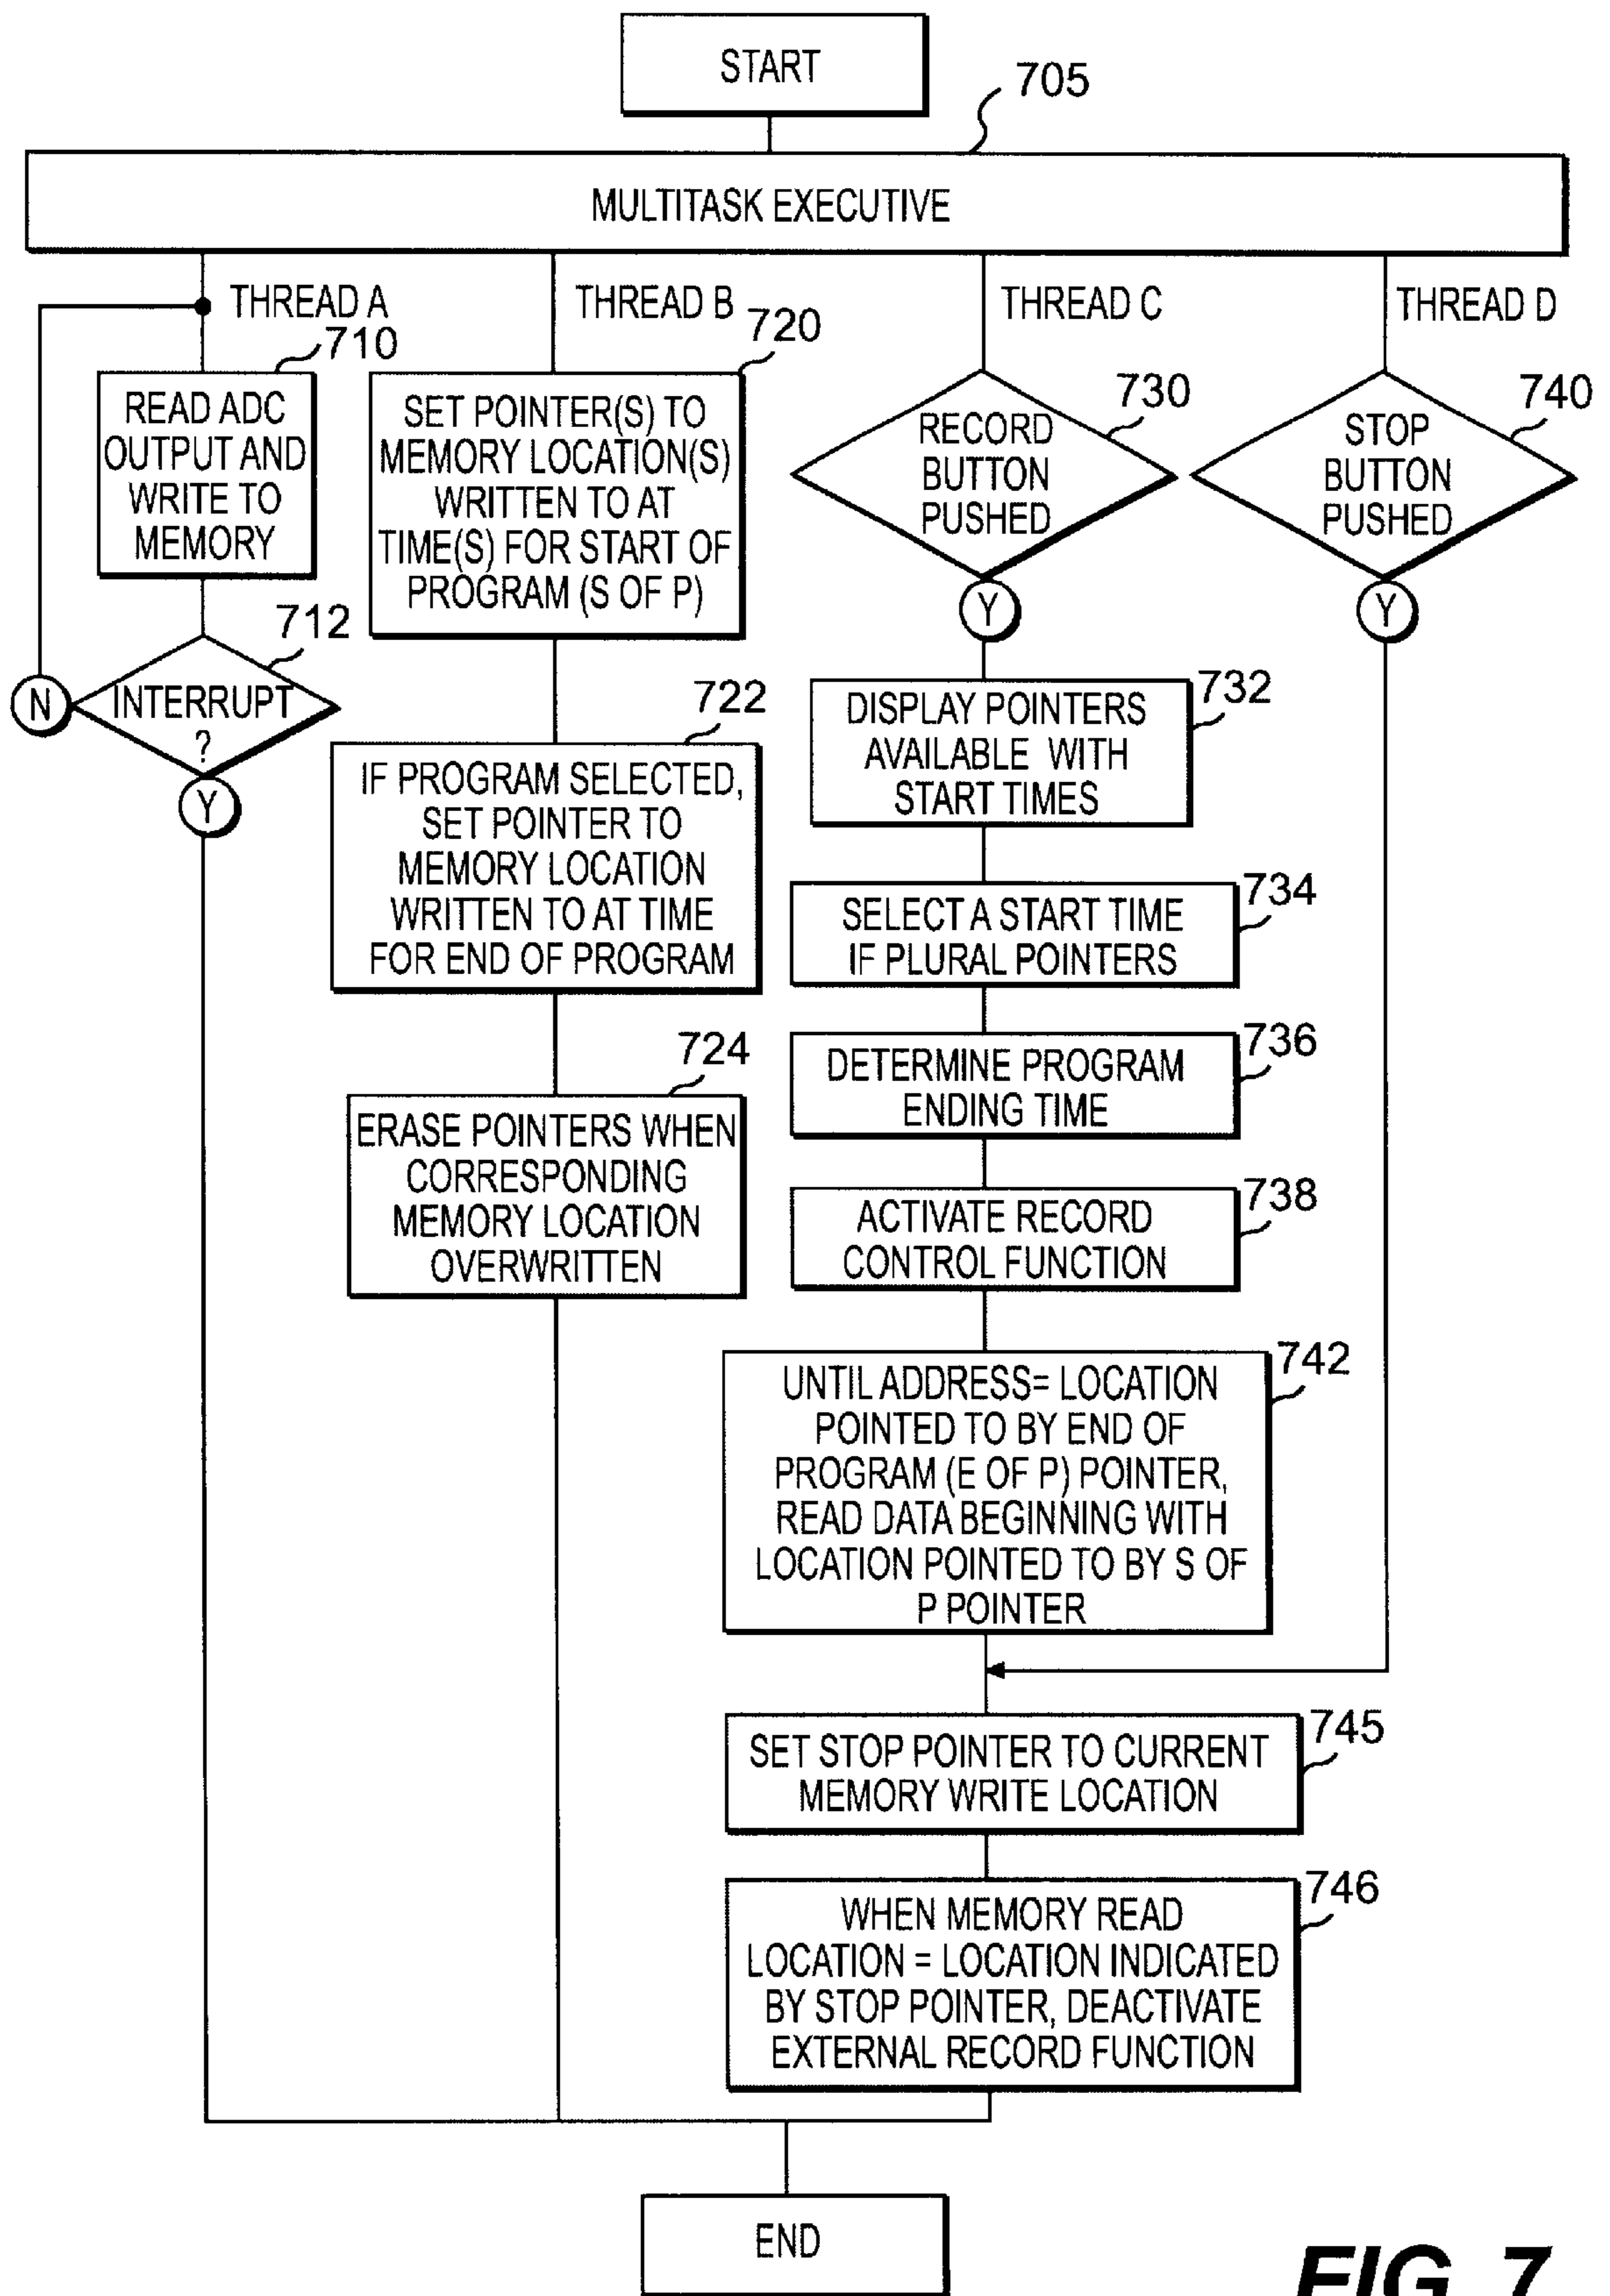 START
705
MULTITASK EXECUTIVE
THREAD A
710
READ ADC
OUTPUT AND
WRITE TO
MEMORY
712
INTERRUPT
?
N
Y
THREAD B
720
SET POINTER(S) TO
MEMORY LOCATION(S)
WRITTEN TO AT
TIME(S) FOR START OF
PROGRAM (S OF P)
722
IF PROGRAM SELECTED,
SET POINTER TO
MEMORY LOCATION
WRITTEN TO AT TIME
FOR END OF PROGRAM
724
ERASE POINTERS WHEN
CORRESPONDING
MEMORY LOCATION
OVERWRITTEN
THREAD C
730
RECORD
BUTTON
PUSHED
Y
732
DISPLAY POINTERS
AVAILABLE WITH
START TIMES
734
SELECT A START TIME
IF PLURAL POINTERS
736
DETERMINE PROGRAM
ENDING TIME
738
ACTIVATE RECORD
CONTROL FUNCTION
742
UNTIL ADDRESS= LOCATION
POINTED TO BY END OF
PROGRAM (E OF P) POINTER,
READ DATA BEGINNING WITH
LOCATION POINTED TO BY S OF
P POINTER
THREAD D
740
STOP
BUTTON
PUSHED
Y
745
SET STOP POINTER TO CURRENT
MEMORY WRITE LOCATION
746
WHEN MEMORY READ
LOCATION = LOCATION INDICATED
BY STOP POINTER, DEACTIVATE
EXTERNAL RECORD FUNCTION
END
FIG. 7